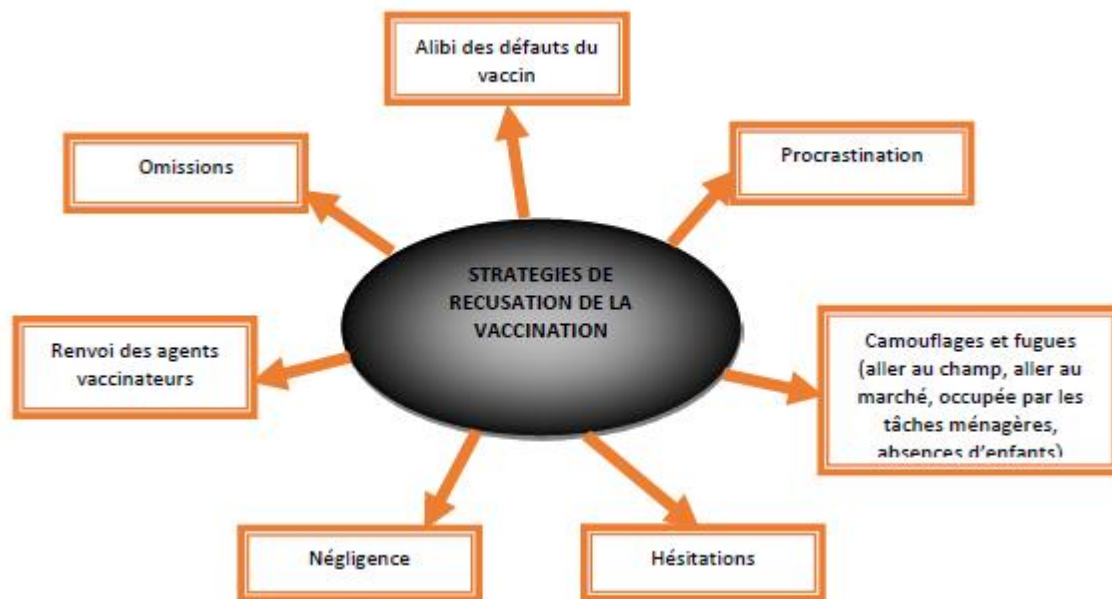 Alibi des défauts du
vaccin
Omissions
Procrastination
STRATEGIES DE
RECUSATION DE LA
VACCINATION
Renvoi des agents
vaccinateurs
Camouflages et fugues
(aller au champ, aller au
marché, occupée par les
tâches ménagères,
absences d'enfants)
Négligence
Hésitations